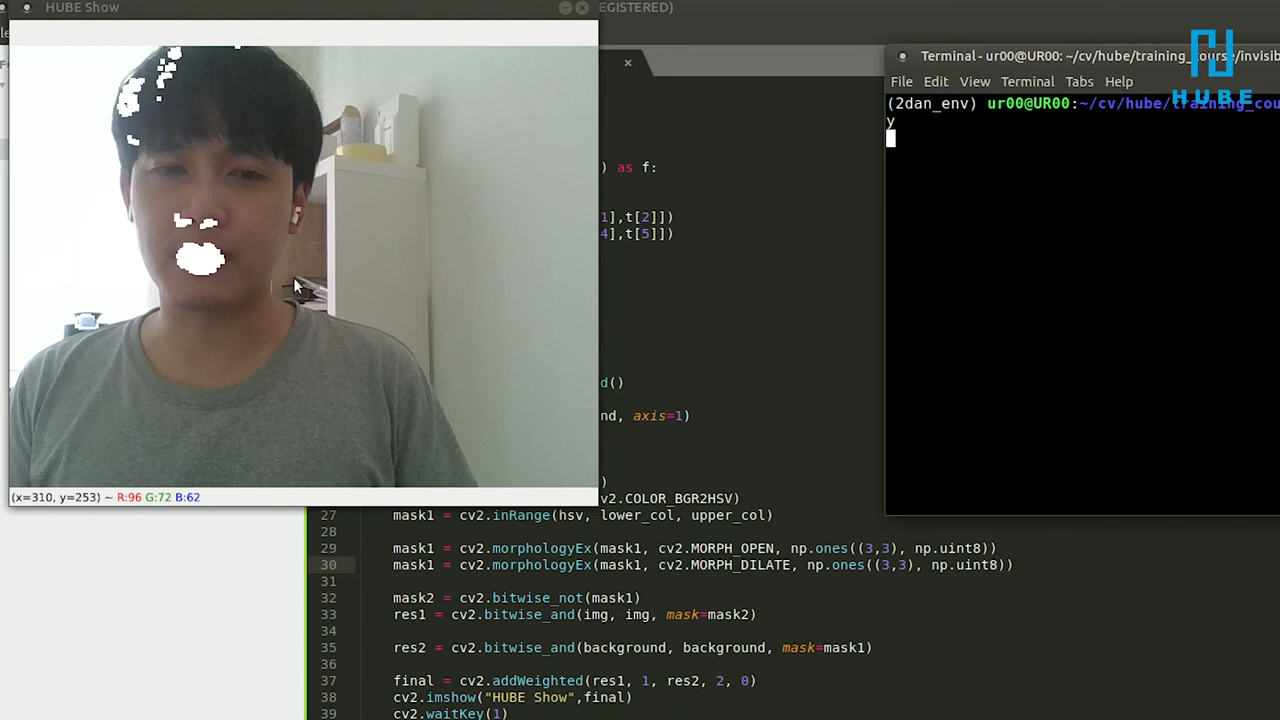 HUBE Show
EGISTERED)
(x=310, y=253) ~ R:96 G:72 B:62
) as f:
1],t[2]])
4],t[5]])
d()
nd, axis=1)
)
v2.COLOR_BGR2HSV)
27 mask1 = cv2.inRange(hsv, lower_col, upper_col)
28
29 mask1 = cv2.morphologyEx(mask1, cv2.MORPH_OPEN, np.ones((3,3), np.uint8))
30 mask1 = cv2.morphologyEx(mask1, cv2.MORPH_DILATE, np.ones((3,3), np.uint8))
31
32 mask2 = cv2.bitwise_not(mask1)
33 res1 = cv2.bitwise_and(img, img, mask=mask2)
34
35 res2 = cv2.bitwise_and(background, background, mask=mask1)
36
37 final = cv2.addWeighted(res1, 1, res2, 2, 0)
38 cv2.imshow("HUBE Show",final)
39 cv2.waitKey(1)
Terminal - ur00@UR00: ~/cv/hube/training_course/invisib
File Edit View Terminal Tabs Help
(2dan_env) ur00@UR00:~/cv/hube/training_cou
y
HUBE